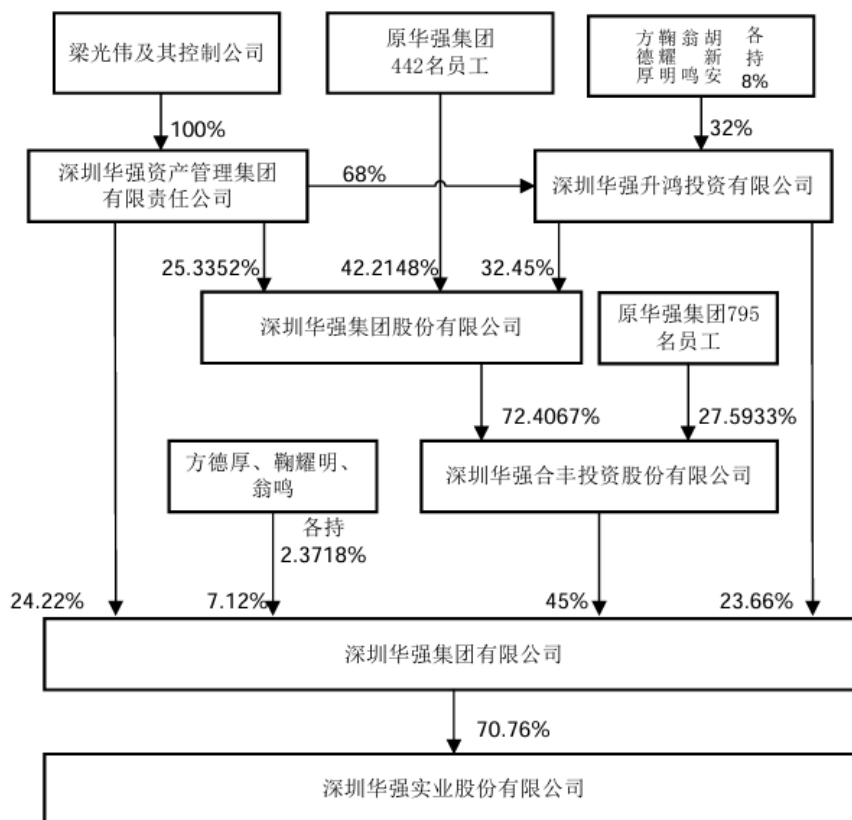 梁光伟及其控制公司
原华强集团
442名员工
方德厚
鞠耀明
翁鸣
胡新安
各持
8%
100%
32%
深圳华强资产管理集团
有限责任公司
68%
深圳华强升鸿投资有限公司
25.3352%
42.2148%
32.45%
深圳华强集团股份有限公司
原华强集团795
名员工
72.4067%
27.5933%
方德厚、鞠耀明、
翁鸣
深圳华强合丰投资股份有限公司
各持
2.3718%
24.22%
7.12%
45%
23.66%
深圳华强集团有限公司
70.76%
深圳华强实业股份有限公司